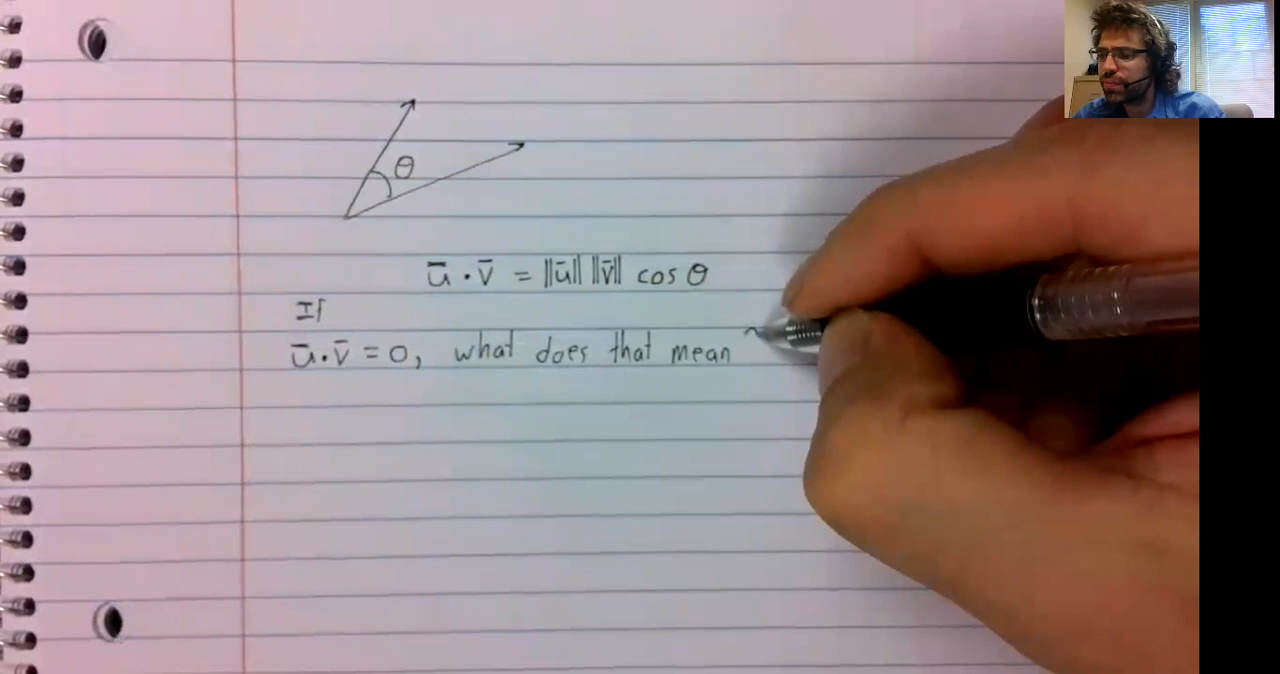 θ
ū · v̄ = ||ū|| ||v̄|| cos θ
If
ū · v̄ = 0, what does that mean